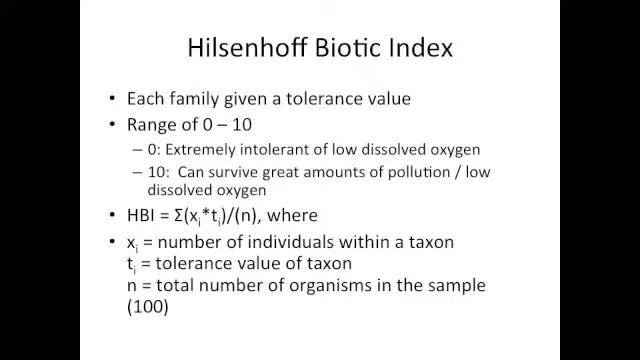 Hilsenhoff Biotic Index
• Each family given a tolerance value
• Range of 0 – 10
– 0: Extremely intolerant of low dissolved oxygen
– 10: Can survive great amounts of pollution / low
dissolved oxygen
• HBI = Σ(xᵢ*tᵢ)/(n), where
• xᵢ = number of individuals within a taxon
tᵢ = tolerance value of taxon
n = total number of organisms in the sample
(100)